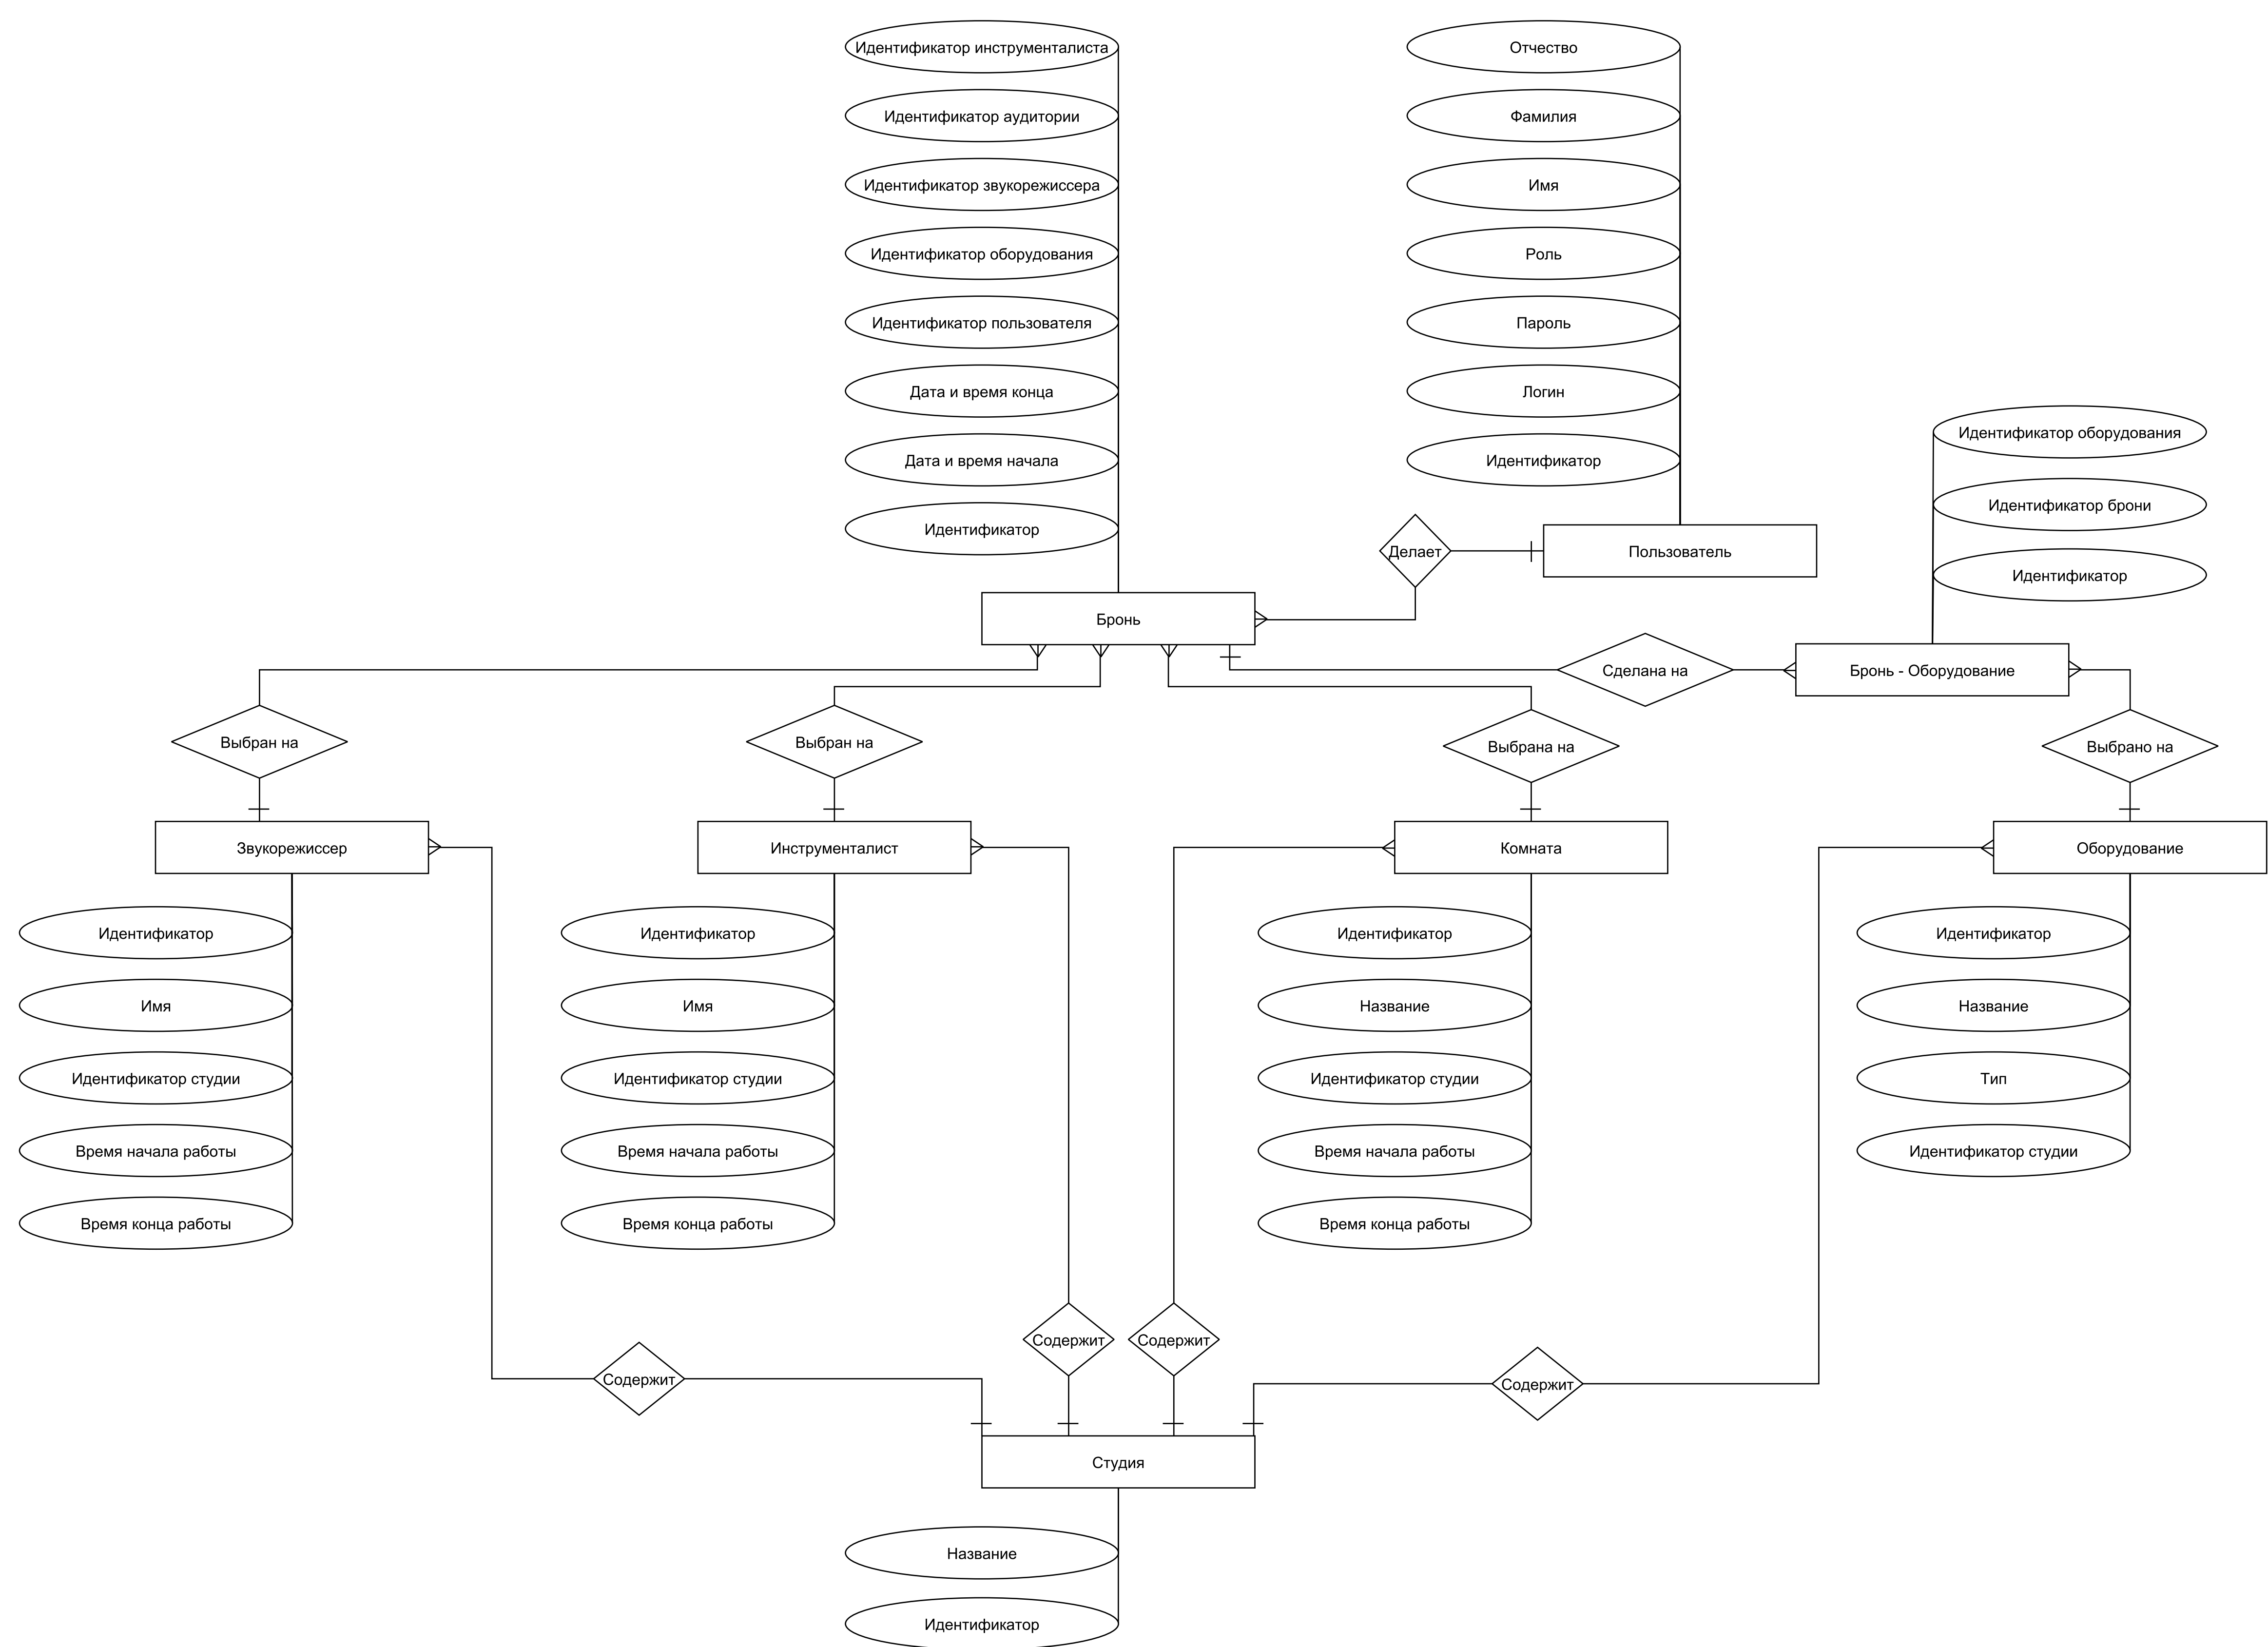 Идентификатор инструменталиста
Отчество
Идентификатор аудитории
Фамилия
Идентификатор звукорежиссера
Имя
Идентификатор оборудования
Роль
Идентификатор пользователя
Пароль
Дата и время конца
Логин
Идентификатор оборудования
Дата и время начала
Идентификатор
Идентификатор брони
Идентификатор
Делает
Пользователь
Идентификатор
Бронь
Сделана на
Бронь - Оборудование
Выбран на
Выбран на
Выбрана на
Выбрано на
Звукорежиссер
Инструменталист
Комната
Оборудование
Идентификатор
Идентификатор
Идентификатор
Идентификатор
Имя
Имя
Название
Название
Идентификатор студии
Идентификатор студии
Идентификатор студии
Тип
Время начала работы
Время начала работы
Время начала работы
Идентификатор студии
Время конца работы
Время конца работы
Время конца работы
Содержит
Содержит
Содержит
Содержит
Студия
Название
Идентификатор